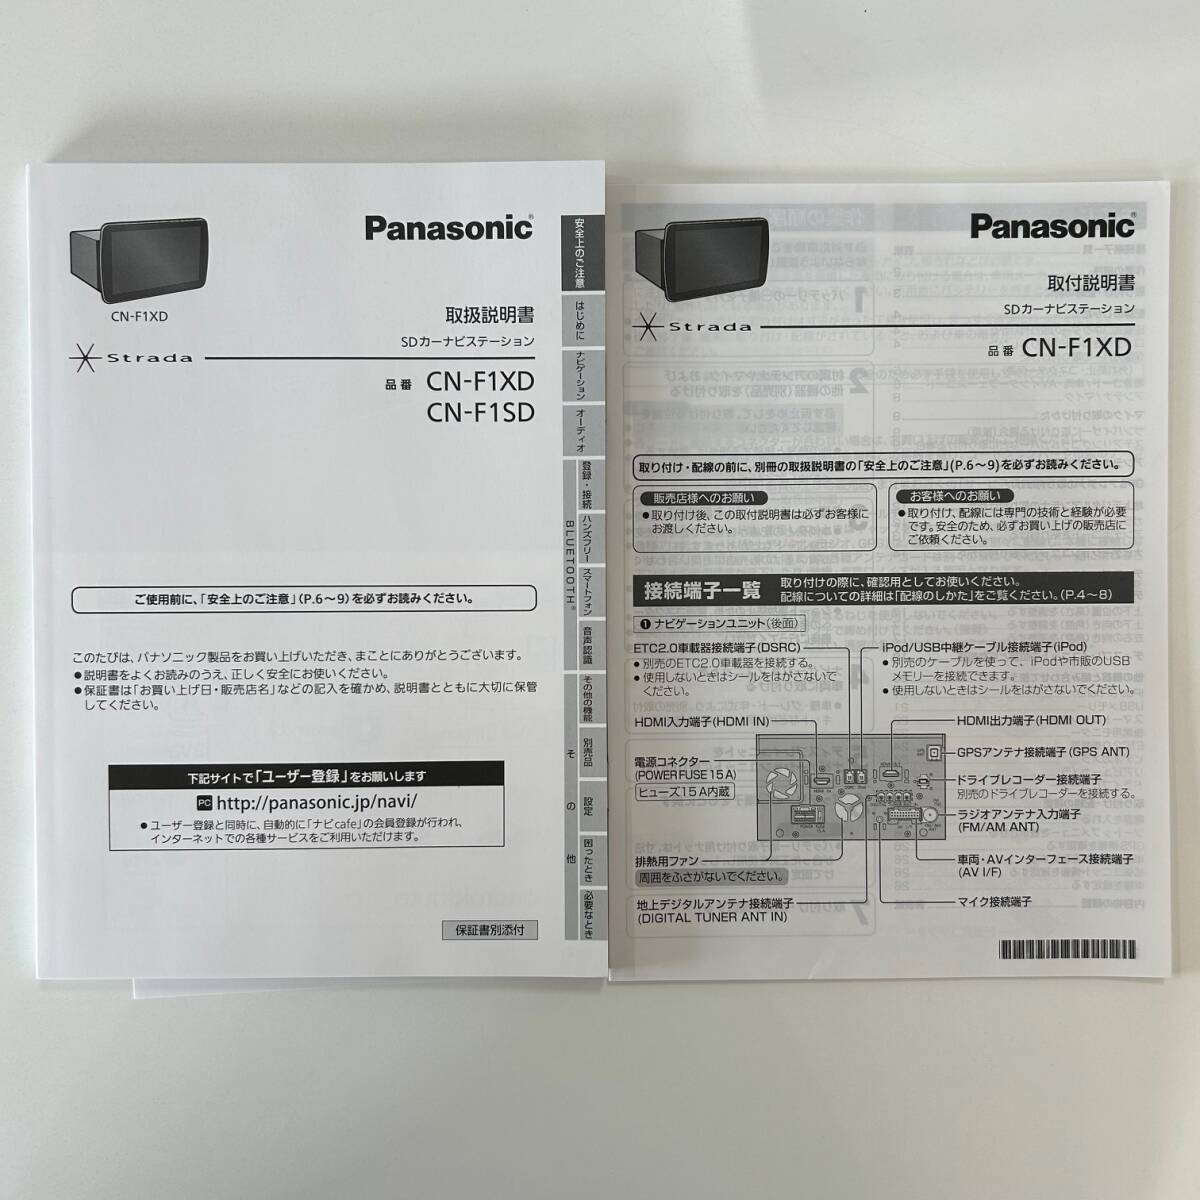 Panasonic®
CN-F1XD
取扱説明書
SDカーナビステーション
Strada
品番 CN-F1XD
CN-F1SD
ご使用前に、「安全上のご注意」(P.6～9)を必ずお読みください。
このたびは、パナソニック製品をお買い上げいただき、まことにありがとうございます。
●説明書をよくお読みのうえ、正しく安全にお使いください。
●保証書は「お買い上げ日・販売店名」などの記入を確かめ、説明書とともに大切に保管
してください。
下記サイトで「ユーザー登録」をお願いします
PC http://panasonic.jp/navi/
●ユーザー登録と同時に、自動的に「ナビcafe」の会員登録が行われ、
インターネットでの各種サービスをご利用いただけます。
保証書別添付
安全上のご注意
はじめに
ナビゲーション
オーディオ
BLUETOOTH®
登録・接続
ハンズフリー
スマートフォン
音声認識
その他の機能
その他
別売品
設定
困ったとき
必要なとき
Panasonic®
取付説明書
SDカーナビステーション
Strada
品番 CN-F1XD
取り付け・配線の前に、別冊の取扱説明書の「安全上のご注意」(P.6～9)を必ずお読みください。
販売店様へのお願い
●取り付け後、この取付説明書は必ずお客様に
お渡しください。
お客様へのお願い
●取り付け、配線には専門の技術と経験が必要
です。安全のため、必ずお買い上げの販売店に
ご依頼ください。
接続端子一覧
取り付けの際に、確認用としてお使いください。
配線についての詳細は「配線のしかた」をご覧ください。(P.4～8)
❶ナビゲーションユニット(後面)
ETC2.0車載器接続端子(DSRC)
●別売のETC2.0車載器を接続する。
●使用しないときはシールをはがさないで
ください。
iPod/USB中継ケーブル接続端子(iPod)
●別売のケーブルを使って、iPodや市販のUSB
メモリーを接続できます。
●使用しないときはシールをはがさないでください。
HDMI入力端子(HDMI IN)
HDMI出力端子(HDMI OUT)
電源コネクター
(POWER FUSE 15A)
ヒューズ15A内蔵
GPSアンテナ接続端子(GPS ANT)
ドライブレコーダー接続端子
別売のドライブレコーダーを接続する。
ラジオアンテナ入力端子
(FM/AM ANT)
排熱用ファン
周囲をふさがないでください。
車両・AVインターフェース接続端子
(AV I/F)
地上デジタルアンテナ接続端子
(DIGITAL TUNER ANT IN)
マイク接続端子